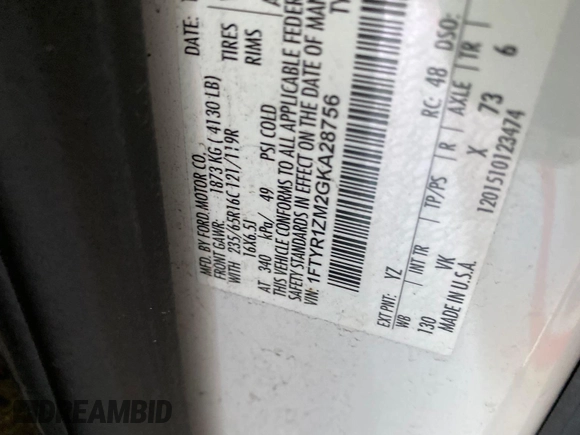 DATE:
MFD. BY FORD MOTOR CO.
FRONT GAWR: 1873 KG ( 4130 LB)
WITH 235/65R16C 121/119R TIRES
16X6.5J RIMS
AT 340 kPa/ 49 PSI COLD
THIS VEHICLE CONFORMS TO ALL APPLICABLE FEDER
SAFETY STANDARDS IN EFFECT ON THE DATE OF MAN
VIN: 1FTYR1ZM2GKA28756
EXT PNT: YZ RC: 48 DSO:
WB INT TR TP/PS R AXLE TR
130 VK X 73 6
MADE IN U.S.A. 1201510123474
DREAMBID